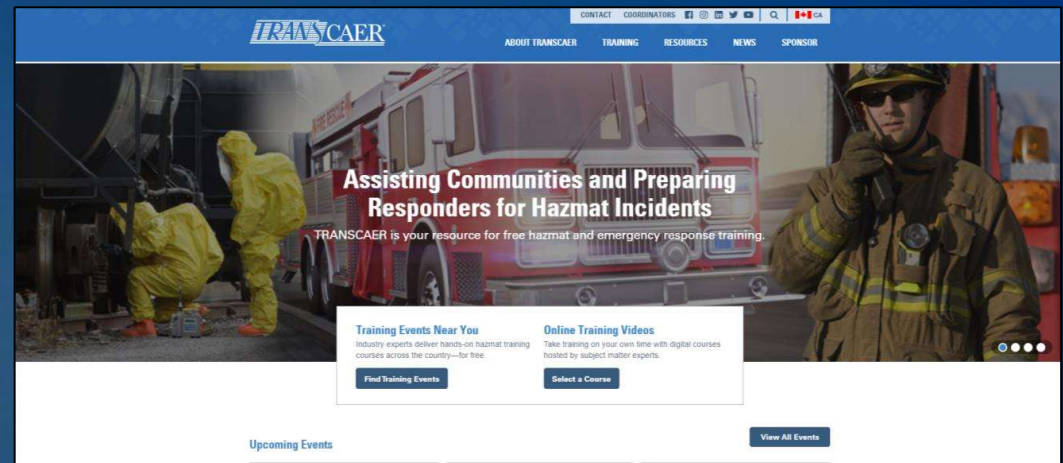 TRANSCAER
CONTACT COORDINATORS CA
ABOUT TRANSCAER TRAINING RESOURCES NEWS SPONSOR
FIRE RESCUE
Assisting Communities and Preparing
Responders for Hazmat Incidents
TRANSCAER is your resource for free hazmat and emergency response training.
Training Events Near You
Industry experts deliver hands-on hazmat training
courses across the country—for free.
Find Training Events
Online Training Videos
Take training on your own time with digital courses
hosted by subject matter experts.
Select a Course
Upcoming Events
View All Events